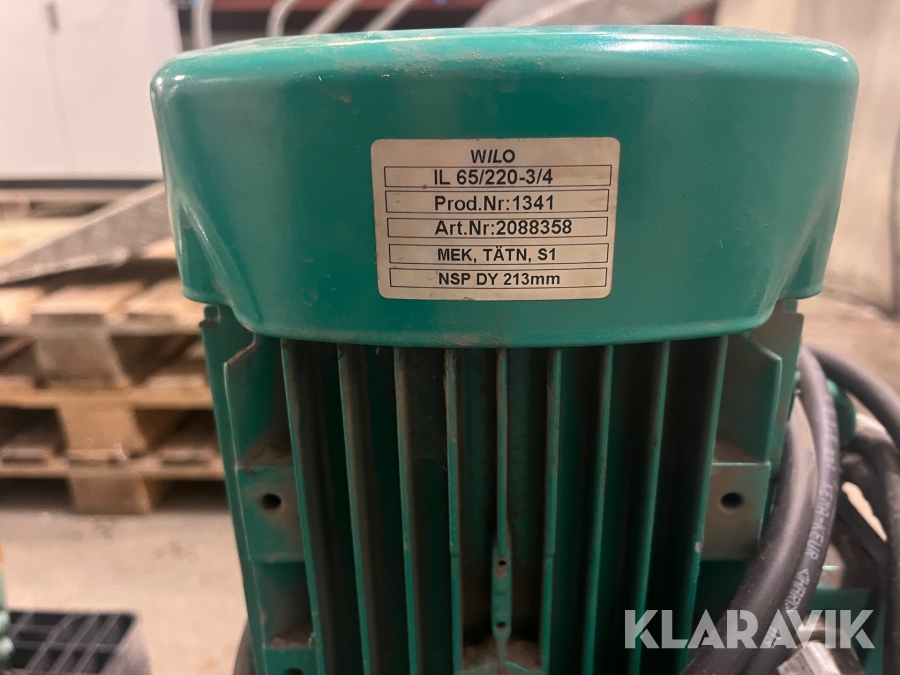 WILO
IL 65/220-3/4
Prod.Nr:1341
Art.Nr:2088358
MEK, TÄTN, S1
NSP DY 213mm
KLARAVIK